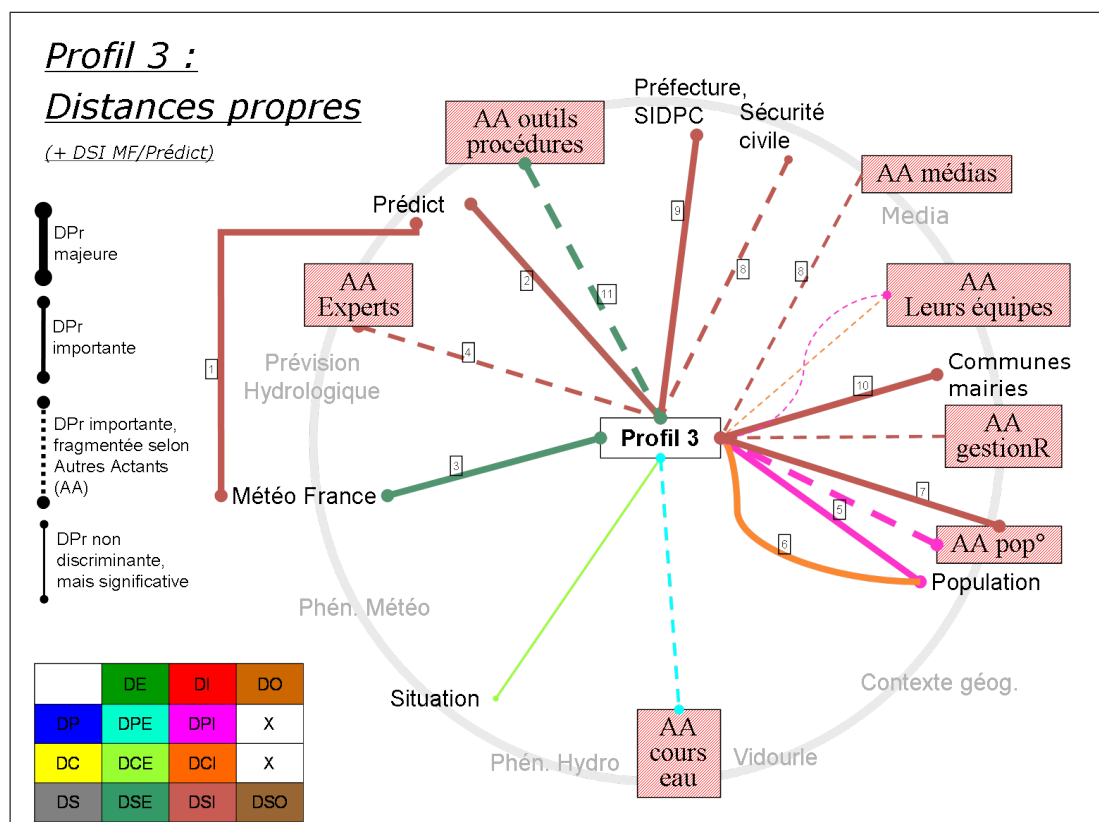 Profil 3 :
Distances propres
(+ DSI MF/Prédict)
DPr
majeure
DPr
importante
DPr importante,
fragmentée selon
Autres Actants
(AA)
DPr non
discriminante,
mais significative
AA outils
procédures
Préfecture,
SIDPC
Sécurité
civile
AA médias
Media
Prédict
AA
Experts
Prévision
Hydrologique
AA
Leurs équipes
Communes
mairies
AA
gestionR
AA pop°
Population
Profil 3
Météo France
Phén. Météo
Situation
Phén. Hydro
AA
cours
eau
Vidourle
Contexte géog.
1
2
3
4
5
6
7
8
8
9
10
11
DE DI DO
DP DPE DPI X
DC DCE DCI X
DS DSE DSI DSO